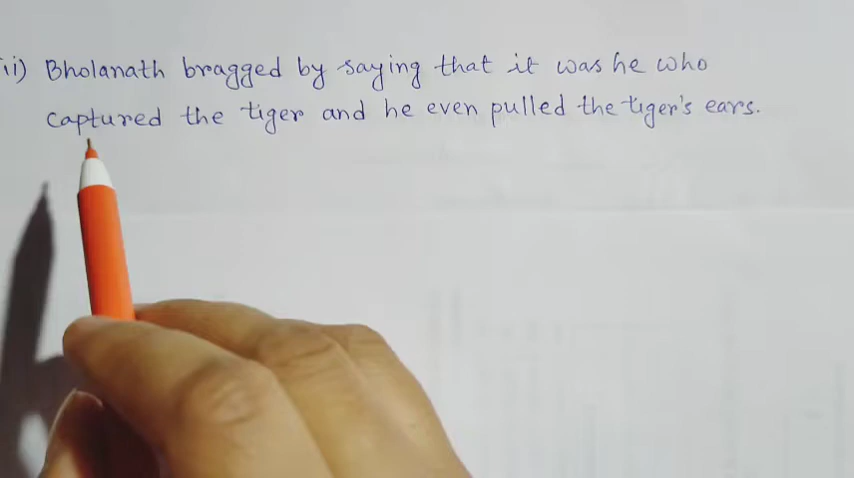 ii) Bholanath bragged by saying that it was he who
captured the tiger and he even pulled the tiger's ears.